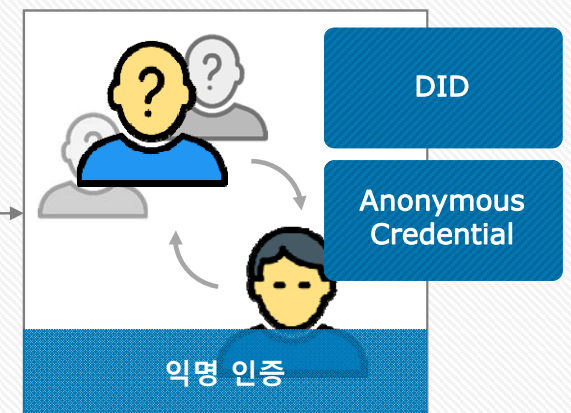 ?
?
?
DID
Anonymous
Credential
익명 인증